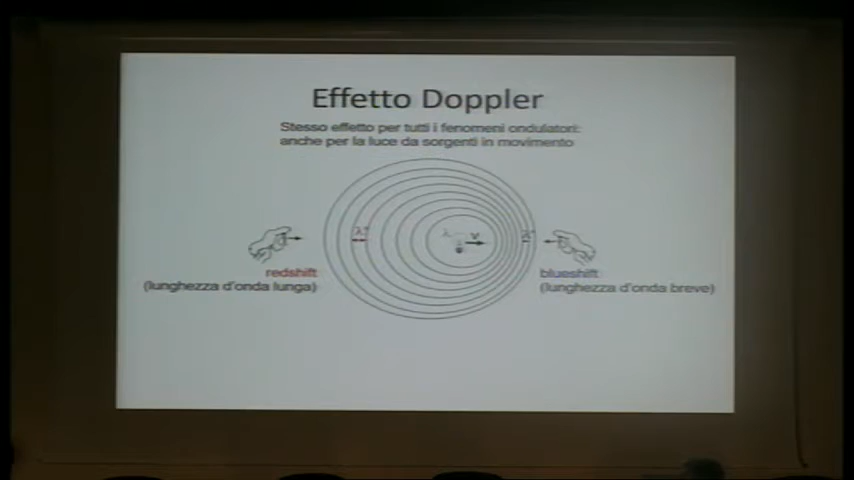 Effetto Doppler
Stesso effetto per tutti i fenomeni ondulatori:
anche per la luce da sorgenti in movimento
λ v
redshift
(lunghezza d'onda lunga)
blueshift
(lunghezza d'onda breve)